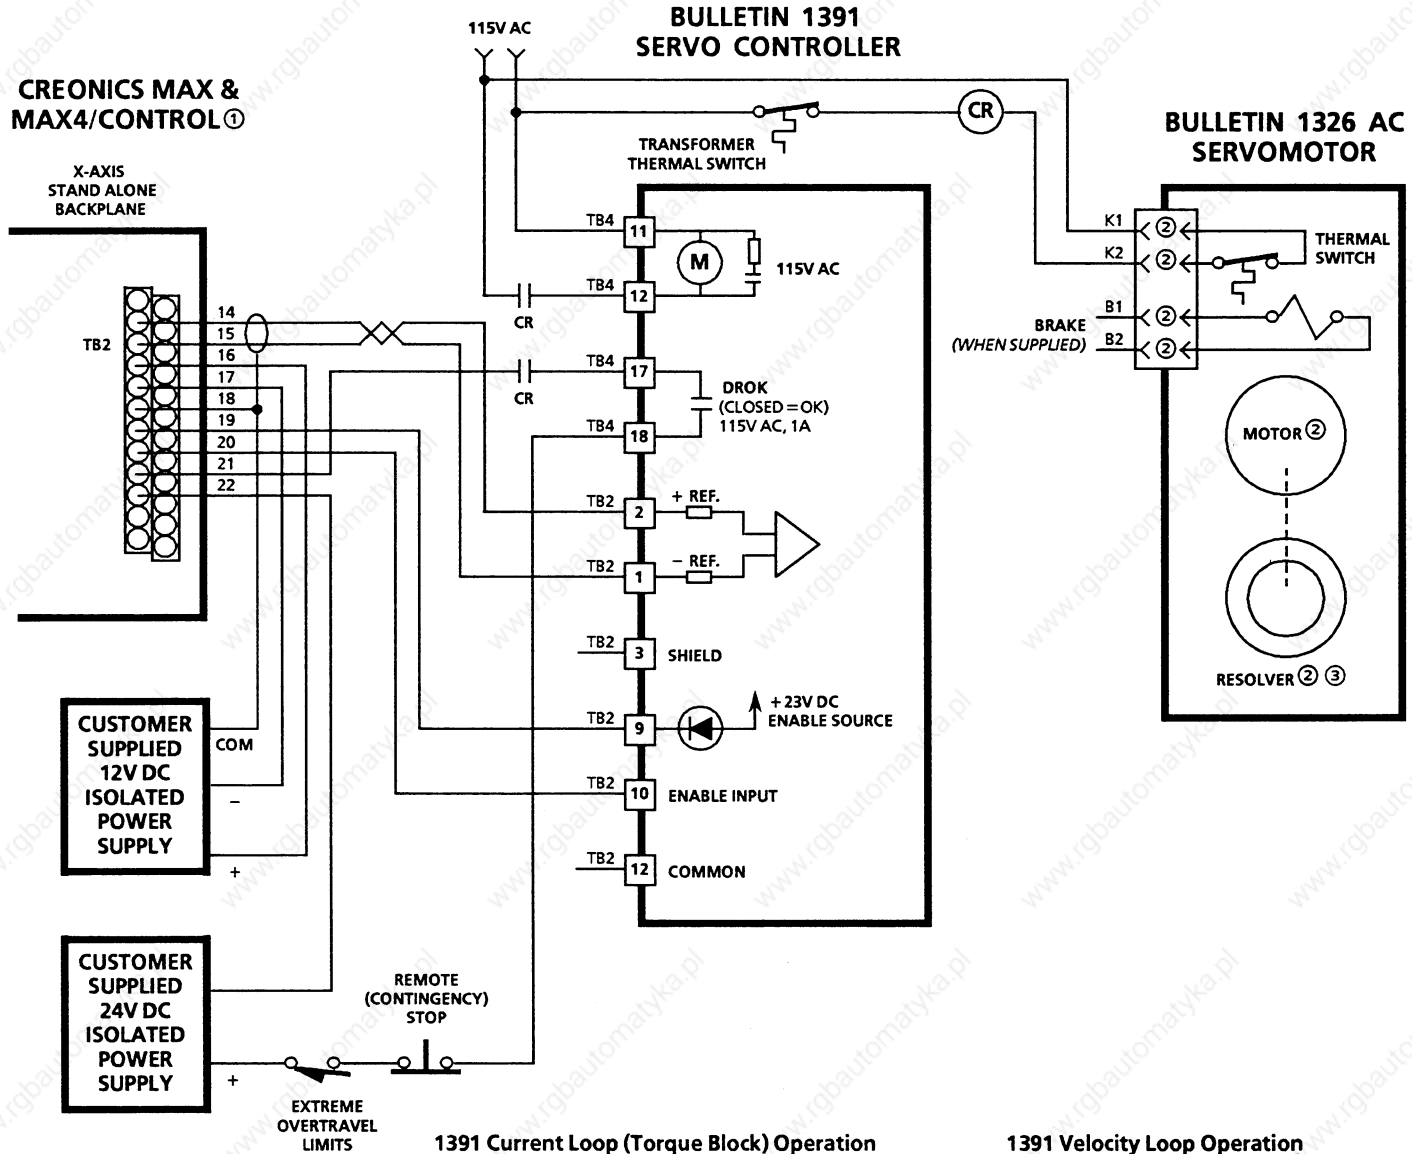 115V AC
BULLETIN 1391
SERVO CONTROLLER
CREONICS MAX &
MAX4/CONTROL①
X-AXIS
STAND ALONE
BACKPLANE
TB2
14
15
16
17
18
19
20
21
22
TRANSFORMER
THERMAL SWITCH
CR
BULLETIN 1326 AC
SERVOMOTOR
TB4
11
M
115V AC
TB4
12
CR
TB4
17
CR
DROK
(CLOSED=OK)
115V AC, 1A
TB4
18
TB2
2
+ REF.
TB2
1
– REF.
TB2
3
SHIELD
TB2
9
+23V DC
ENABLE SOURCE
TB2
10
ENABLE INPUT
TB2
12
COMMON
K1
②
K2
②
THERMAL
SWITCH
B1
②
BRAKE
(WHEN SUPPLIED)
B2
②
MOTOR②
RESOLVER② ③
CUSTOMER
SUPPLIED
12V DC
ISOLATED
POWER
SUPPLY
COM
–
+
CUSTOMER
SUPPLIED
24V DC
ISOLATED
POWER
SUPPLY
+
REMOTE
(CONTINGENCY)
STOP
EXTREME
OVERTRAVEL
LIMITS
1391 Current Loop (Torque Block) Operation
1391 Velocity Loop Operation
www.rgbautomatyka.pl